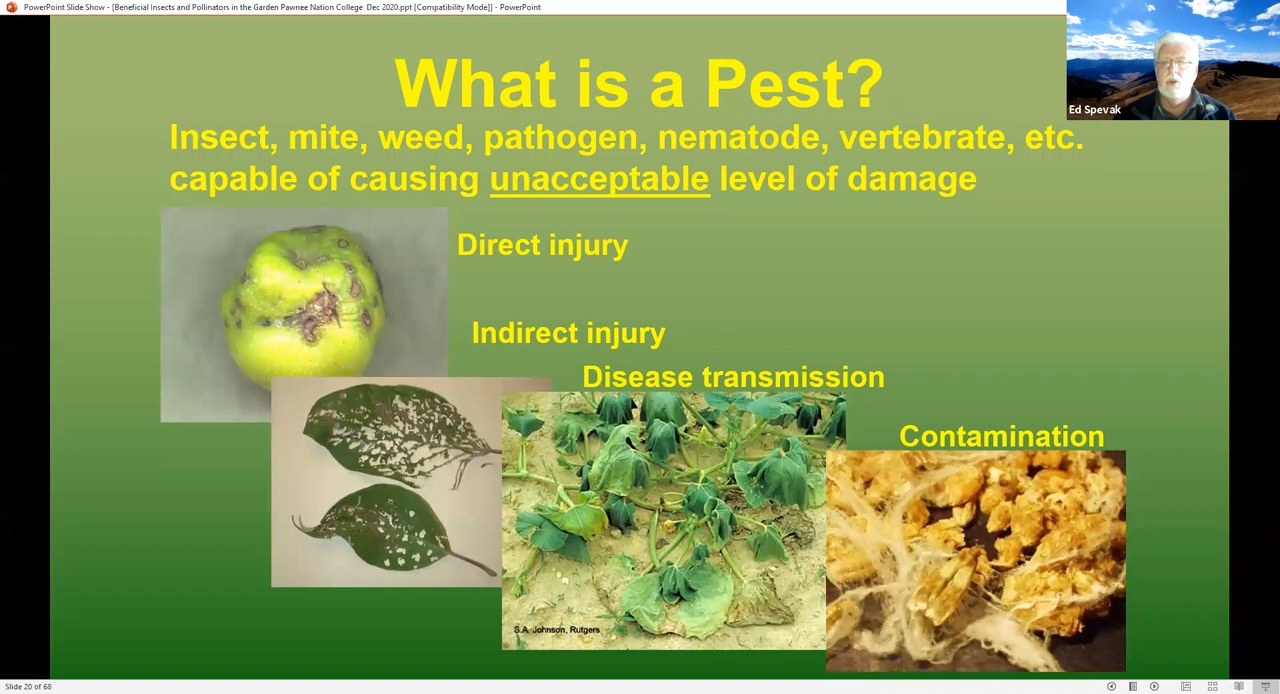 PowerPoint Slide Show - [Beneficial Insects and Pollinators in the Garden Pawnee Nation College Dec 2020.ppt [Compatibility Mode]] - PowerPoint
What is a Pest?
Ed Spevak
Insect, mite, weed, pathogen, nematode, vertebrate, etc.
capable of causing unacceptable level of damage
Direct injury
Indirect injury
Disease transmission
Contamination
S.A. Johnson, Rutgers
Slide 20 of 68